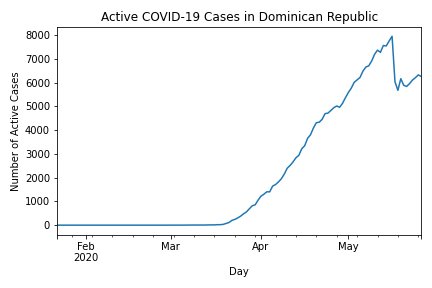 Active COVID-19 Cases in Dominican Republic
Number of Active Cases
8000
7000
6000
5000
4000
3000
2000
1000
0
Feb Mar Apr May
2020
Day